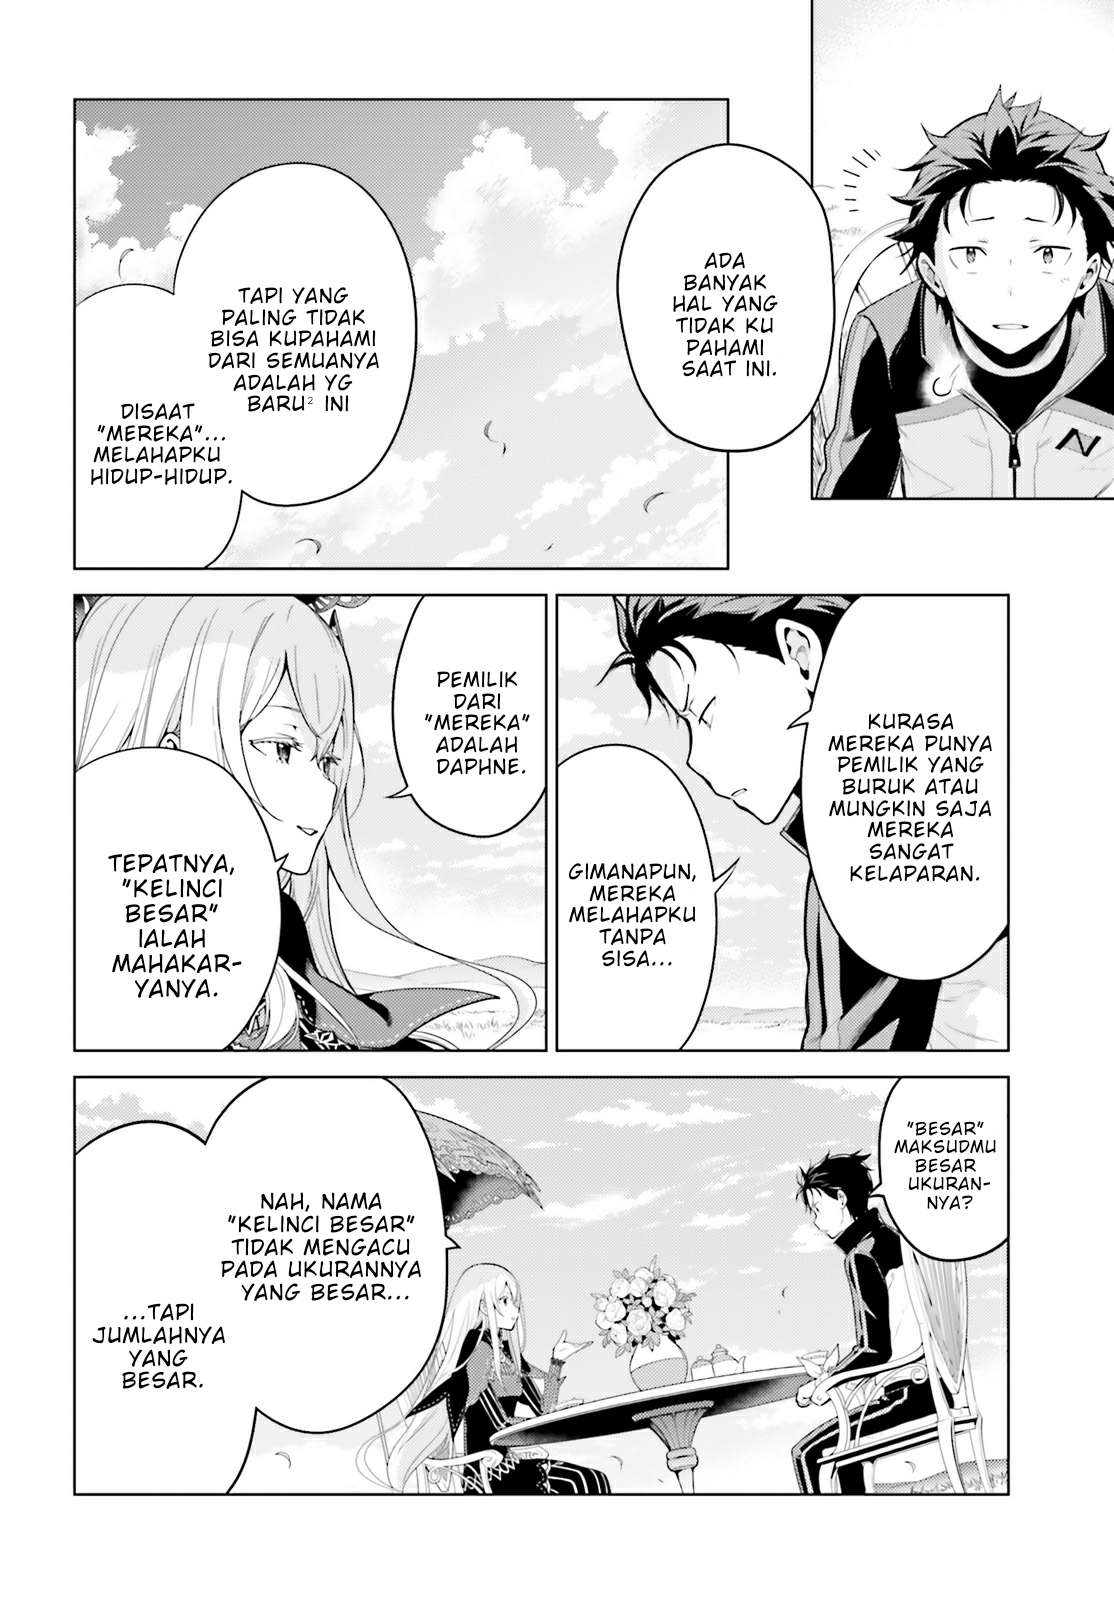 ADA
BANYAK
HAL YANG
TIDAK KU
PAHAMI
SAAT INI.
TAPI YANG
PALING TIDAK
BISA KUPAHAMI
DARI SEMUANYA
ADALAH YG
BARU² INI
DISAAT
"MEREKA"...
MELAHAPKU
HIDUP-HIDUP.
KURASA
MEREKA PUNYA
PEMILIK YANG
BURUK ATAU
MUNGKIN SAJA
MEREKA
SANGAT
KELAPARAN.
GIMANAPUN,
MEREKA
MELAHAPKU
TANPA
SISA...
PEMILIK
DARI
"MEREKA"
ADALAH
DAPHNE.
TEPATNYA,
"KELINCI
BESAR"
IALAH
MAHAKAR-
YANYA.
"BESAR"
MAKSUDMU
BESAR
UKURAN-
NYA?
NAH, NAMA
"KELINCI BESAR"
TIDAK MENGACU
PADA UKURANNYA
YANG BESAR...
...TAPI
JUMLAHNYA
YANG
BESAR.